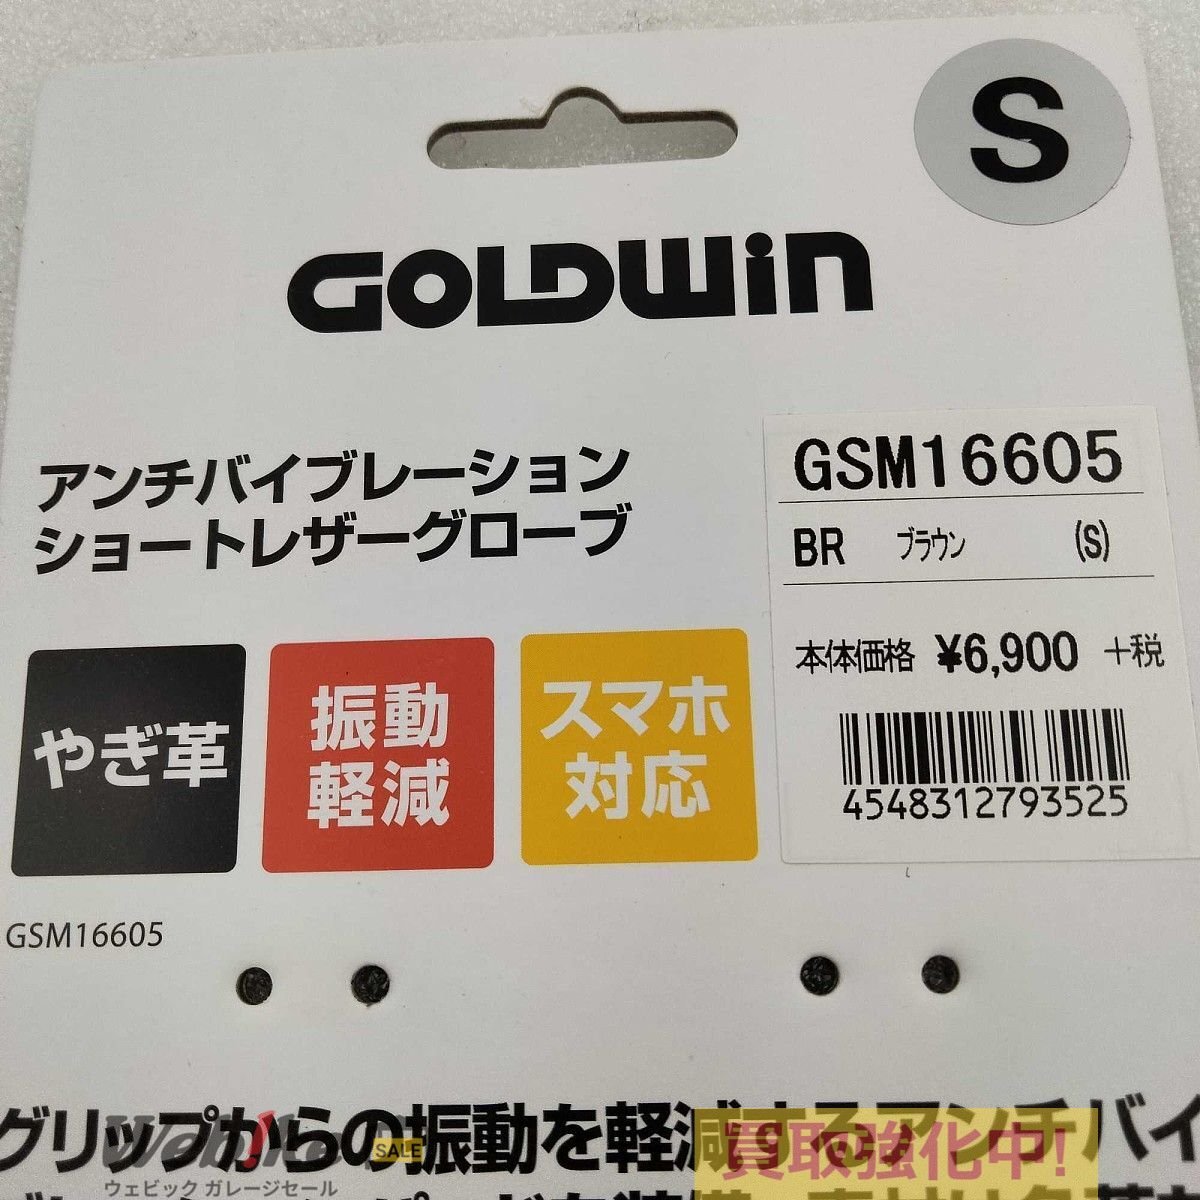 S
GOLDWIN
アンチバイブレーション
ショートレザーグローブ
GSM16605
BR ブラウン (S)
本体価格 ¥6,900 +税
4548312793525
やぎ革
振動
軽減
スマホ
対応
GSM16605
グリップからの振動を軽減するアンチバイ
Webike
SALE
ウェビック ガレージセール
買取強化中!